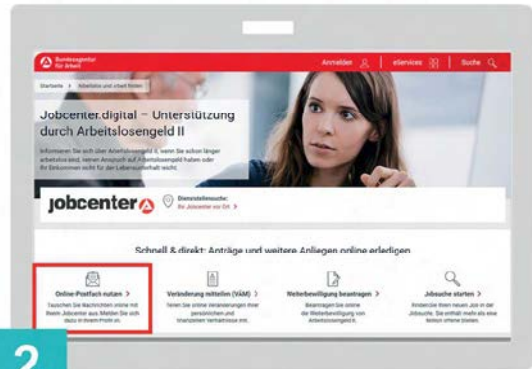 Bundesagentur
für Arbeit
Anmelden
eServices
Suche
Startseite > Arbeitslos und Arbeit finden
Jobcenter.digital – Unterstützung
durch Arbeitslosengeld II
Informieren Sie sich über Arbeitslosengeld II, wenn Sie schon länger
arbeitslos sind, keinen Anspruch auf Arbeitslosengeld haben oder
Ihr Einkommen nicht für der Lebensunterhalt reicht.
jobcenter
Dienststellensuche:
Ihr Jobcenter vor Ort >
Schnell & direkt: Anträge und weitere Anliegen online erledigen
Online-Postfach nutzen >
Tauschen Sie Nachrichten online mit
Ihrem Jobcenter aus. Melden Sie sich
dazu in Ihrem Profil an.
Veränderung mitteilen (VÄM) >
Teilen Sie online Veränderungen Ihrer
persönlichen und
finanziellen Verhältnisse mit.
Weiterbewilligung beantragen >
Beantragen Sie online
die Weiterbewilligung von
Arbeitslosengeld II.
Jobsuche starten >
Finden Sie Ihren neuen Job in der
Jobsuche. Sie enthält mehr als eine
Million offene Stellen.
2